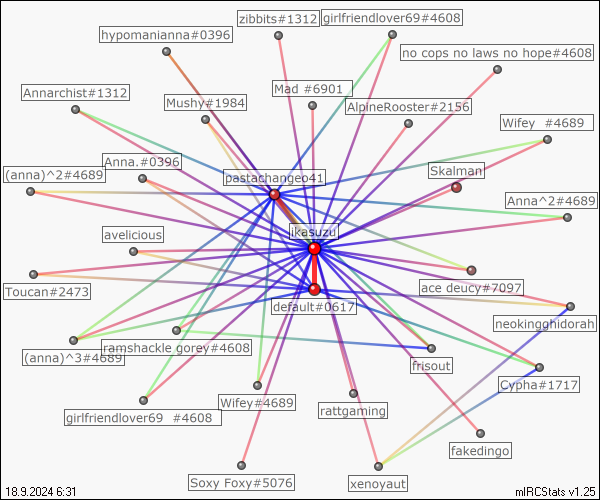 zibbits#1312
girlfriendlover69#4608
hypomanianna#0396
no cops no laws no hope#4608
Annarchist#1312
Mad #6901
Mushy#1984
AlpineRooster#2156
Wifey #4689
Anna.#0396
(anna)^2#4689
pastachangeo41
Skalman
Anna^2#4689
avelicious
ikasuzu
Toucan#2473
default#0617
ace deucy#7097
neokingghidorah
(anna)^3#4689
ramshackle gorey#4608
frisout
Cypha#1717
girlfriendlover69 #4608
Wifey#4689
rattgaming
fakedingo
Soxy Foxy#5076
xenoyaut
18.9.2024 6:31
mIRCStats v1.25